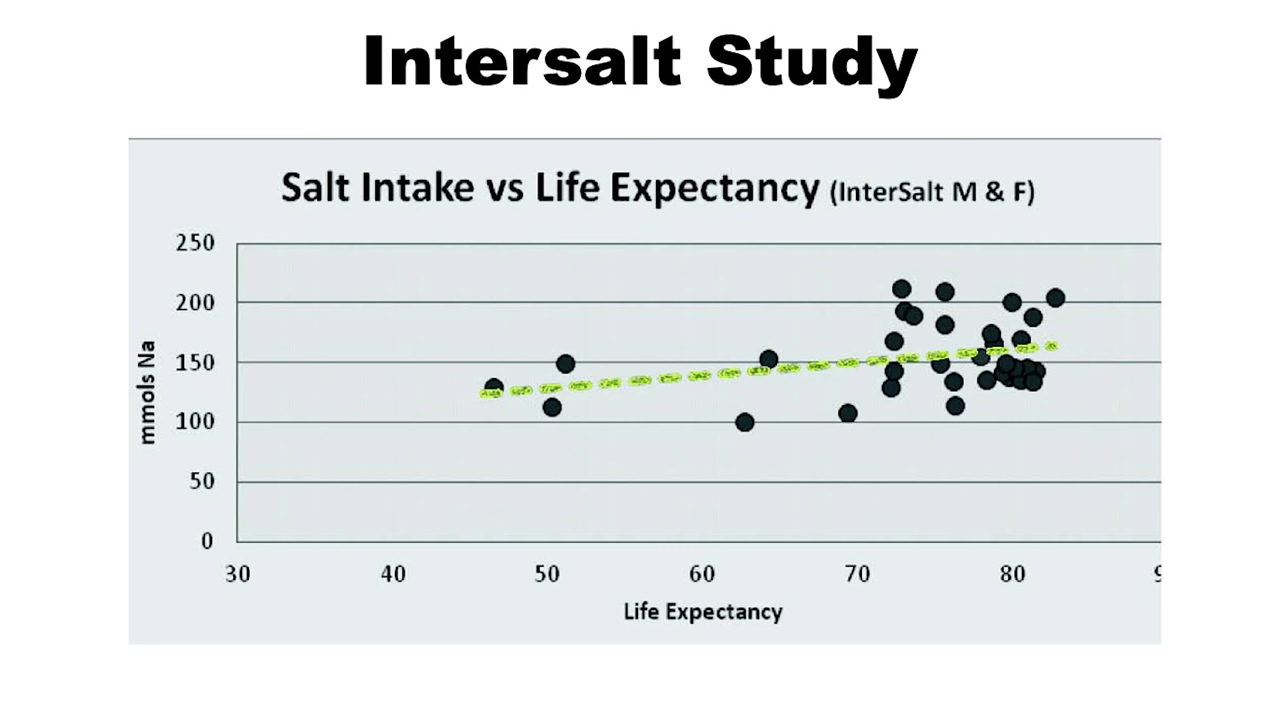 Intersalt Study
Salt Intake vs Life Expectancy (InterSalt M & F)
250
200
150
100
50
0
mmols Na
30 40 50 60 70 80
Life Expectancy